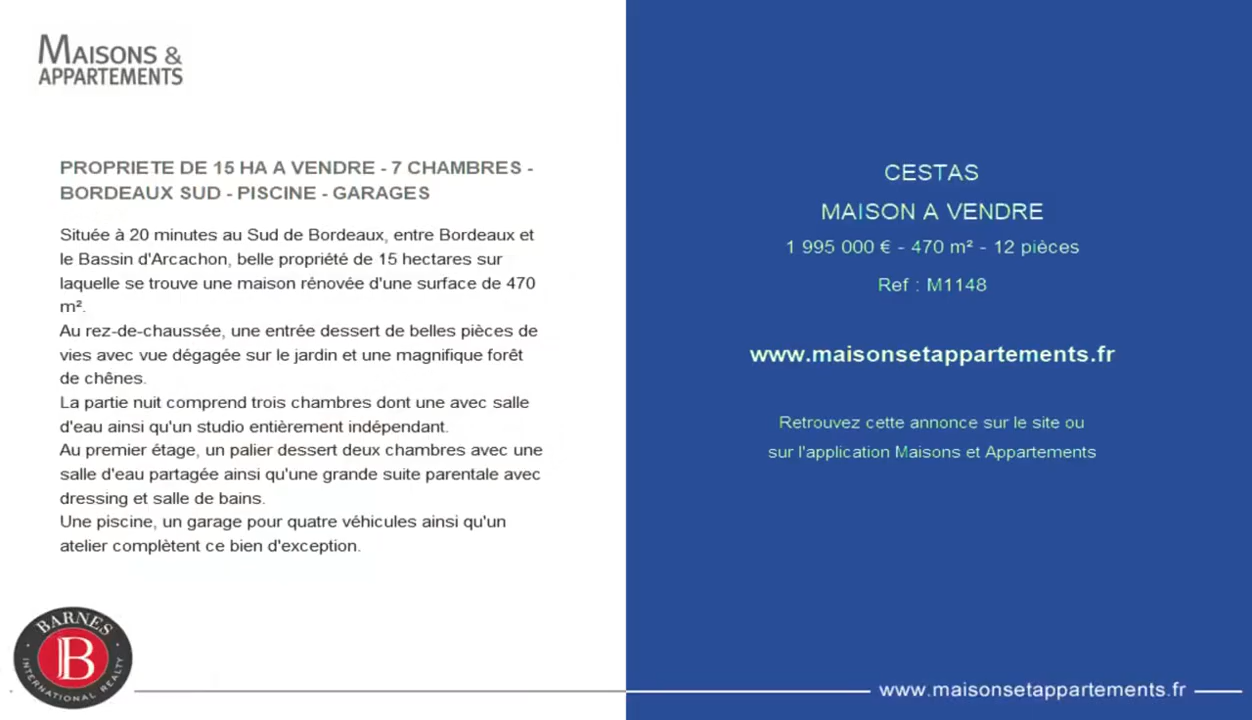 MAISONS &
APPARTEMENTS
PROPRIETE DE 15 HA A VENDRE - 7 CHAMBRES -
BORDEAUX SUD - PISCINE - GARAGES
Située à 20 minutes au Sud de Bordeaux, entre Bordeaux et
le Bassin d'Arcachon, belle propriété de 15 hectares sur
laquelle se trouve une maison rénovée d'une surface de 470
m².
Au rez-de-chaussée, une entrée dessert de belles pièces de
vies avec vue dégagée sur le jardin et une magnifique forêt
de chênes.
La partie nuit comprend trois chambres dont une avec salle
d'eau ainsi qu'un studio entièrement indépendant.
Au premier étage, un palier dessert deux chambres avec une
salle d'eau partagée ainsi qu'une grande suite parentale avec
dressing et salle de bains.
Une piscine, un garage pour quatre véhicules ainsi qu'un
atelier complètent ce bien d'exception.
BARNES
B
INTERNATIONAL REALTY
CESTAS
MAISON A VENDRE
1 995 000 € - 470 m² - 12 pièces
Ref : M1148
www.maisonsetappartements.fr
Retrouvez cette annonce sur le site ou
sur l'application Maisons et Appartements
www.maisonsetappartements.fr